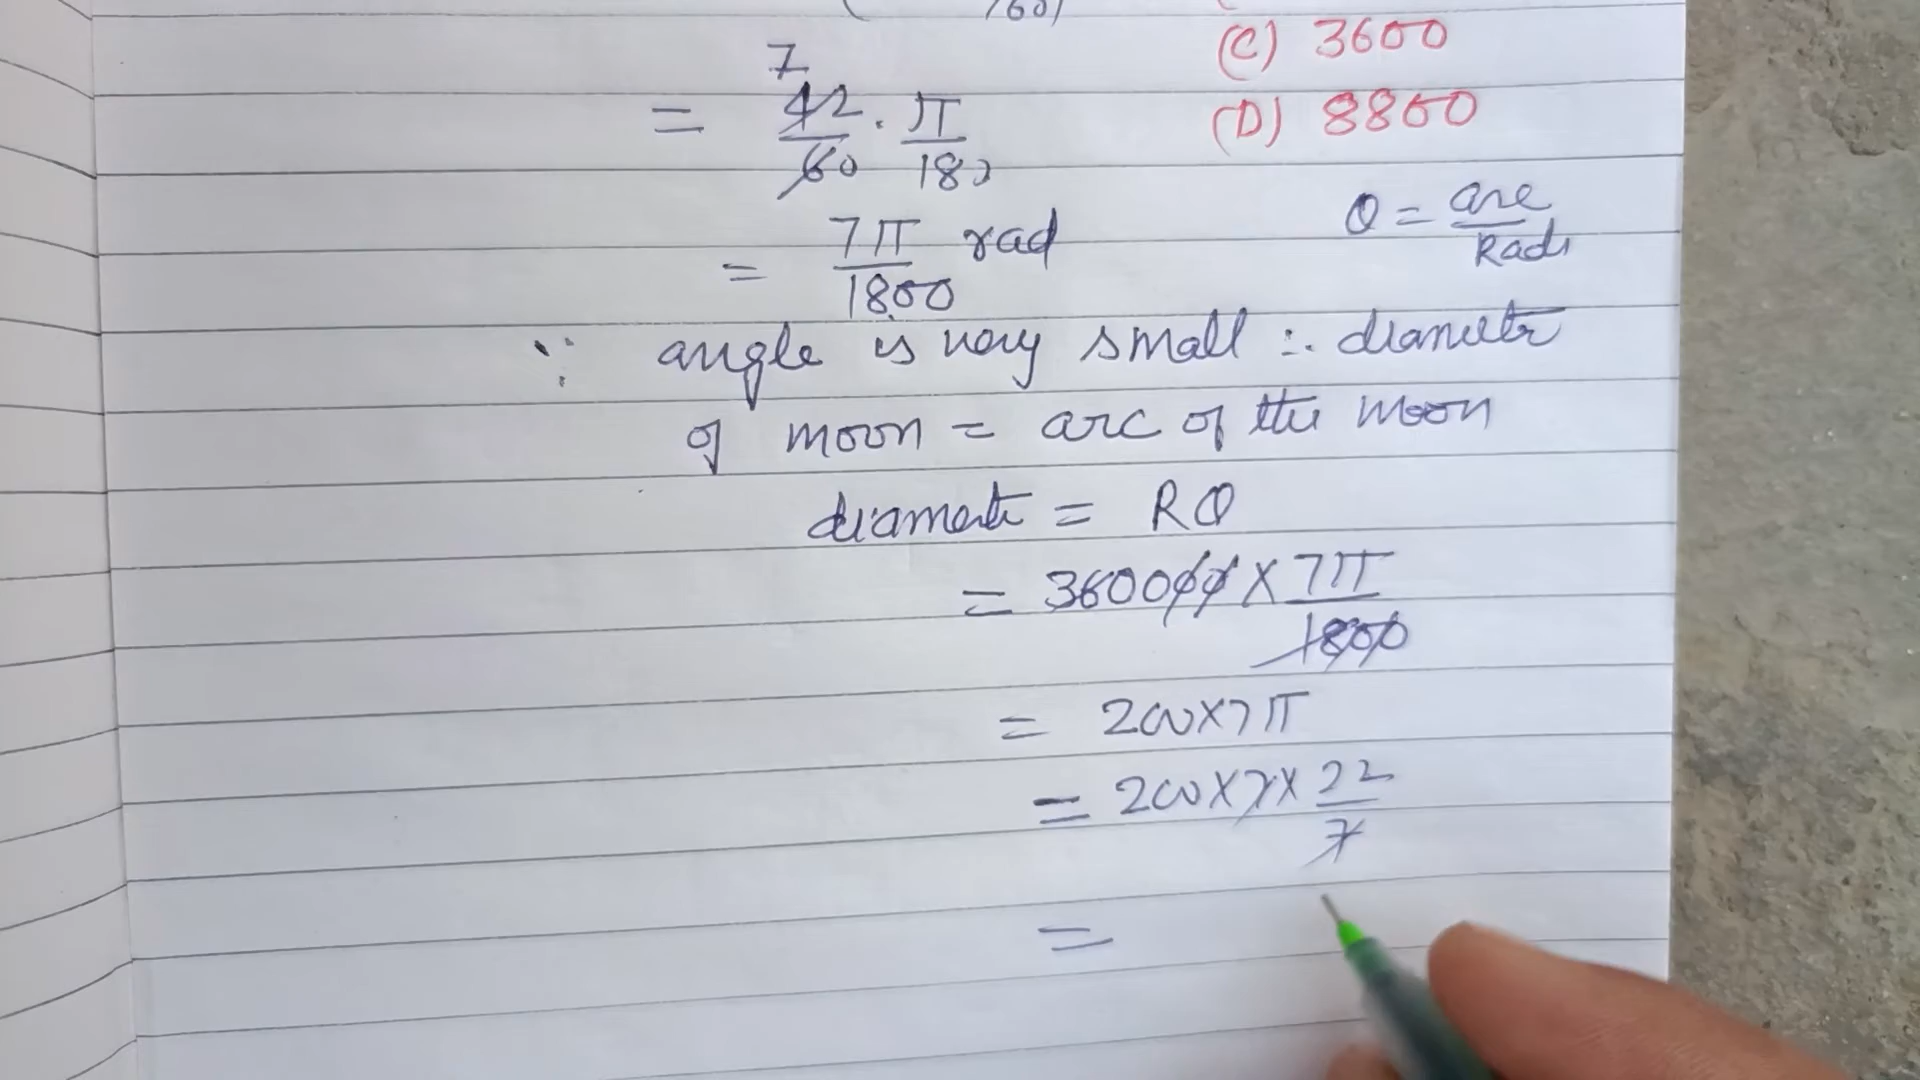 (C) 3600
7
= 42/60 . π/180
(D) 8800
θ = arc/Radi
= 7π/1800 rad
∵ angle is very small ∴ diameter
of moon = arc of the moon
diamente = Rθ
= 360000 × 7π/1800
= 200×7π
= 200×7×22/7
=